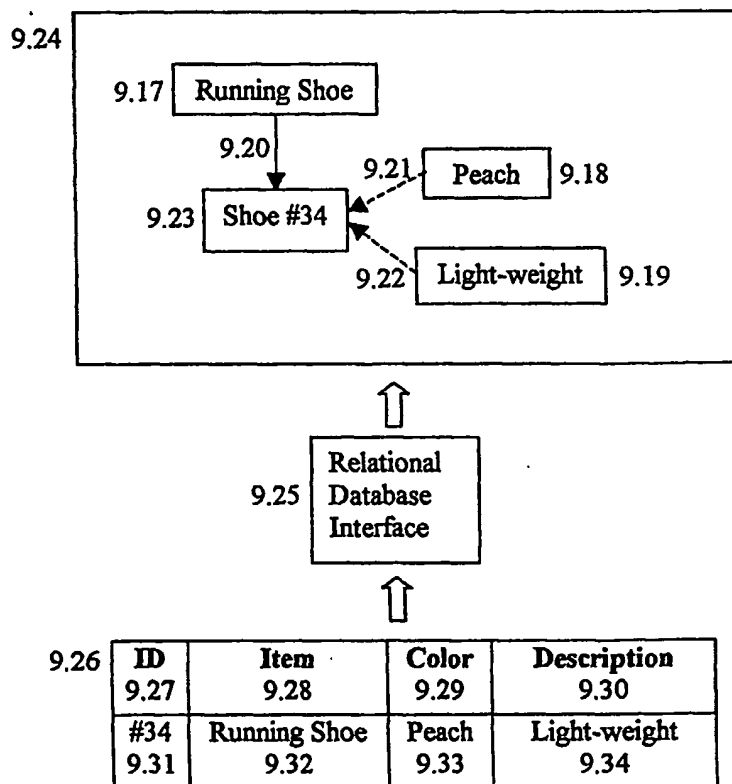 9.24
9.17 Running Shoe
9.20
9.21 Peach 9.18
9.23 Shoe #34
9.22 Light-weight 9.19
Relational
9.25 Database
Interface
9.26 ID Item Color Description
9.27 9.28 9.29 9.30
#34 Running Shoe Peach Light-weight
9.31 9.32 9.33 9.34